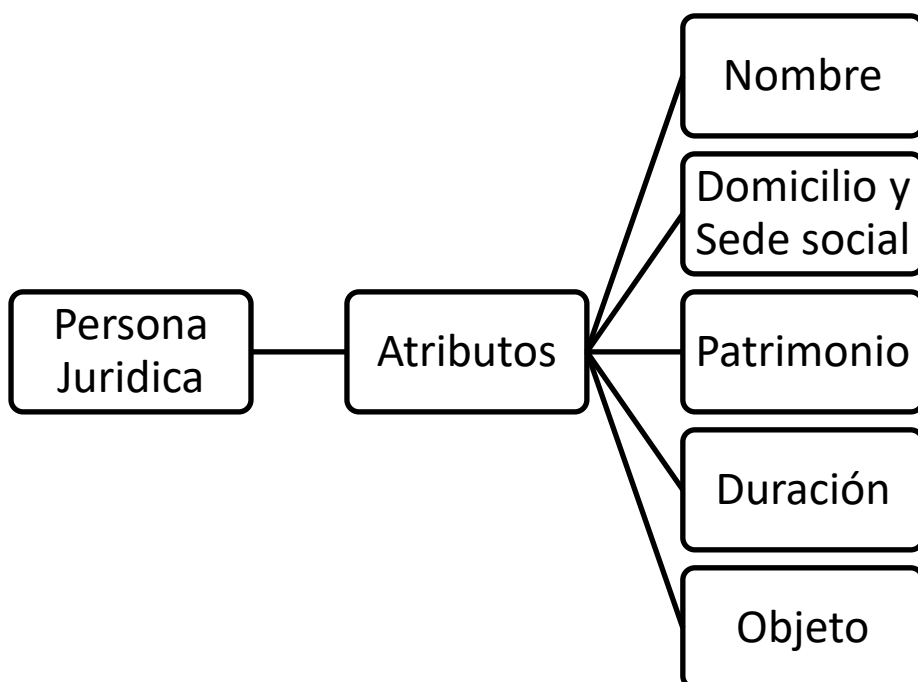 Persona
Juridica
Atributos
Nombre
Domicilio y
Sede social
Patrimonio
Duración
Objeto